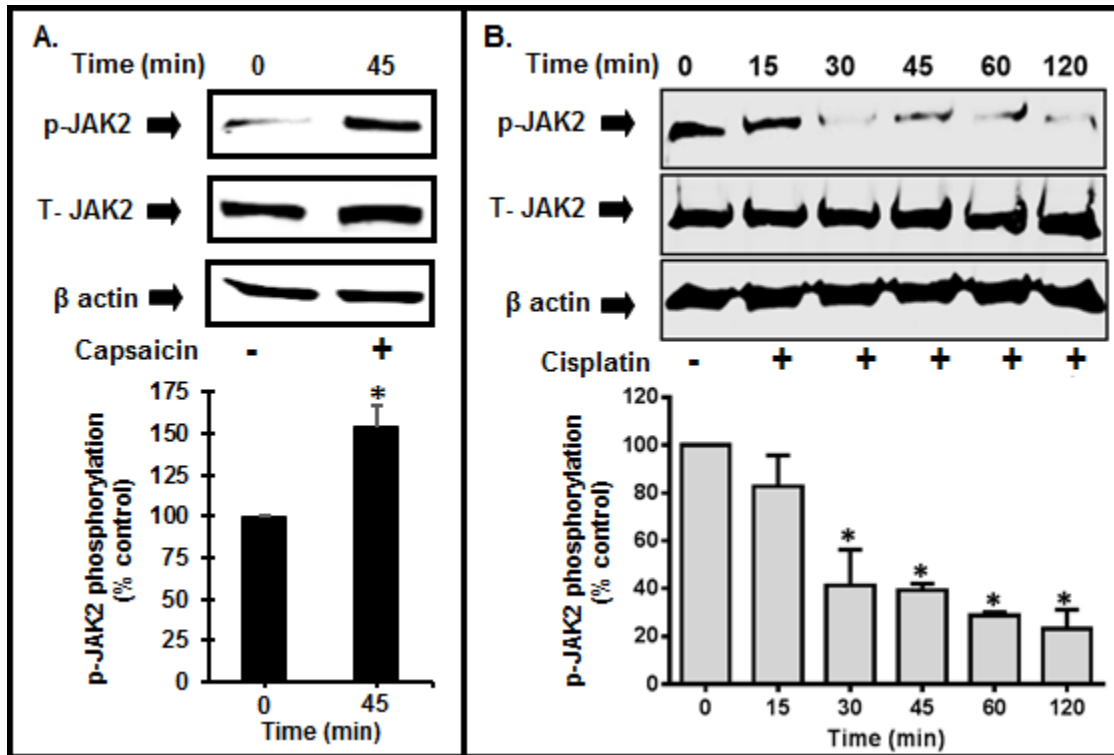 A.
Time (min) 0 45
p-JAK2
T- JAK2
β actin
Capsaicin - +
p-JAK2 phosphorylation
(% control)
175
150
125
100
75
50
25
0
*
0 45
Time (min)
B.
Time (min) 0 15 30 45 60 120
p-JAK2
T- JAK2
β actin
Cisplatin - + + + + +
p-JAK2 phosphorylation
(% control)
120
100
80
60
40
20
0
* * * *
0 15 30 45 60 120
Time (min)